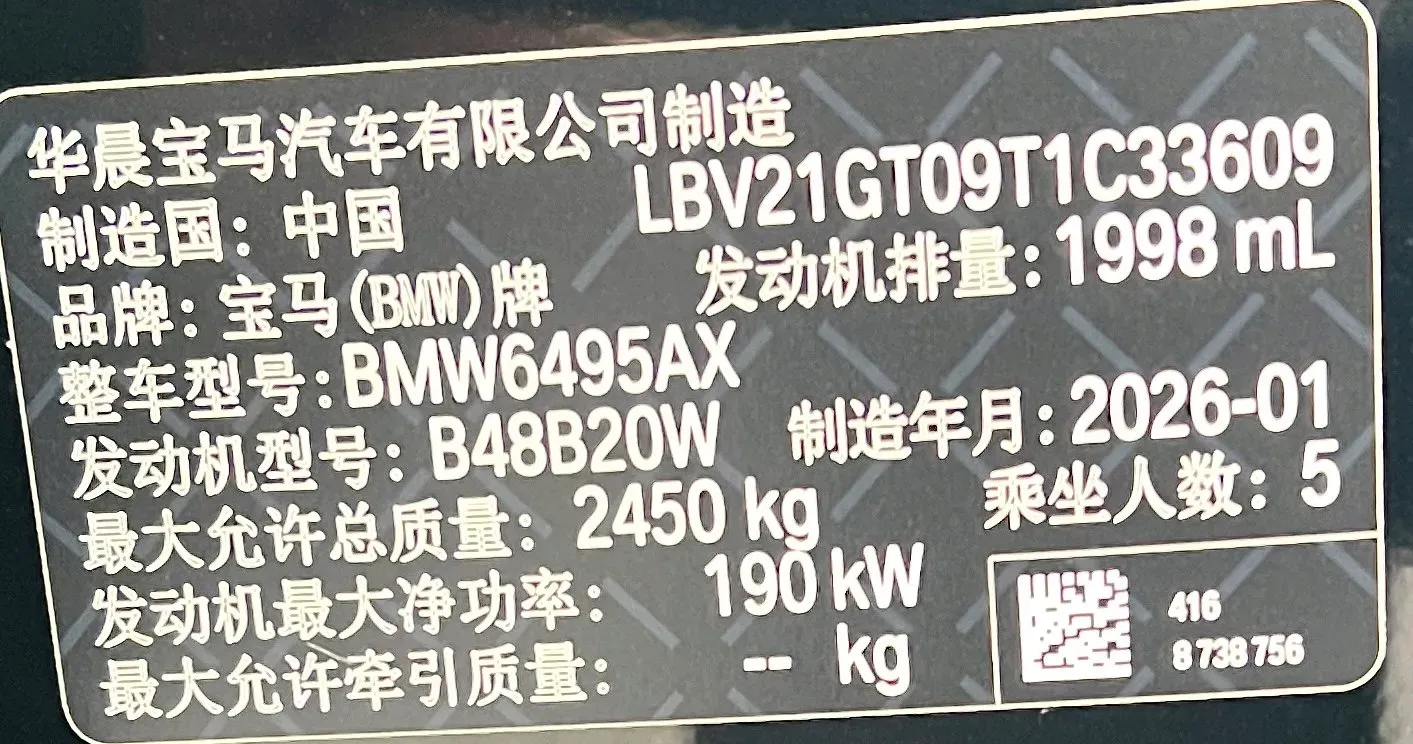 华晨宝马汽车有限公司制造
LBV21GT09T1C33609
制造国：中国
发动机排量：1998 mL
品牌：宝马(BMW)牌
整车型号：BMW6495AX
制造年月：2026-01
发动机型号：B48B20W
乘坐人数：5
最大允许总质量：2450 kg
发动机最大净功率：190 kW
最大允许牵引质量：-- kg
416
8738756